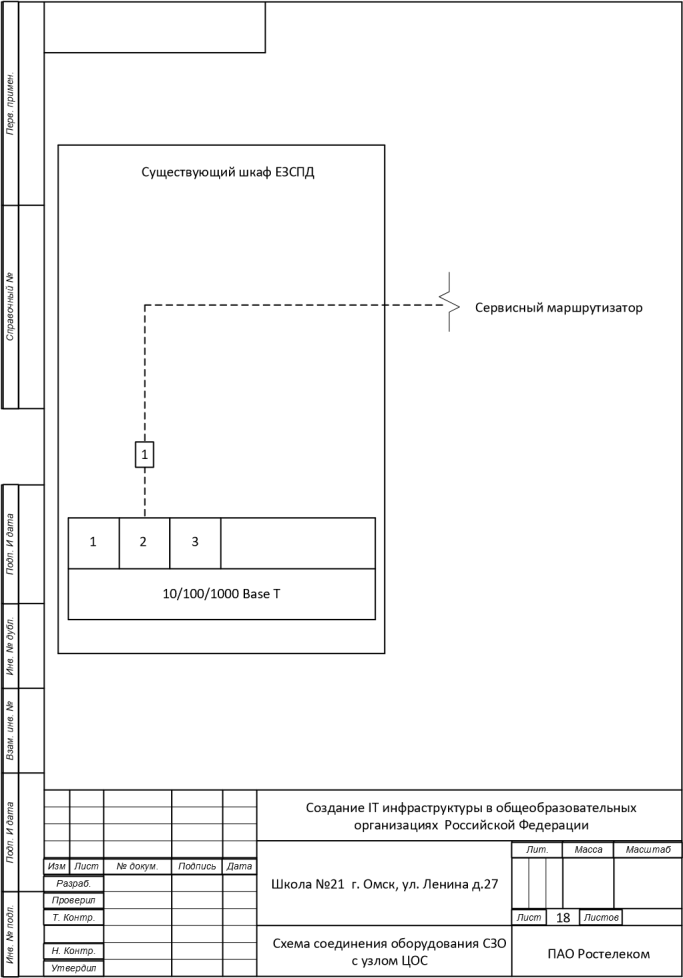 Перв. примен.
Справочный №
Подп. И дата
Инв. № дубл.
Взам. инв. №
Подп. И дата
Инв. № подл.
Существующий шкаф ЕЗСПД
Сервисный маршрутизатор
1
1 2 3
10/100/1000 Base T
Создание IT инфраструктуры в общеобразовательных
организациях Российской Федерации
Изм Лист № докум. Подпись Дата
Разраб.
Проверил
Т. Контр.
Н. Контр.
Утвердил
Школа №21 г. Омск, ул. Ленина д.27
Лит. Масса Масштаб
Лист 18 Листов
Схема соединения оборудования СЗО
с узлом ЦОС
ПАО Ростелеком